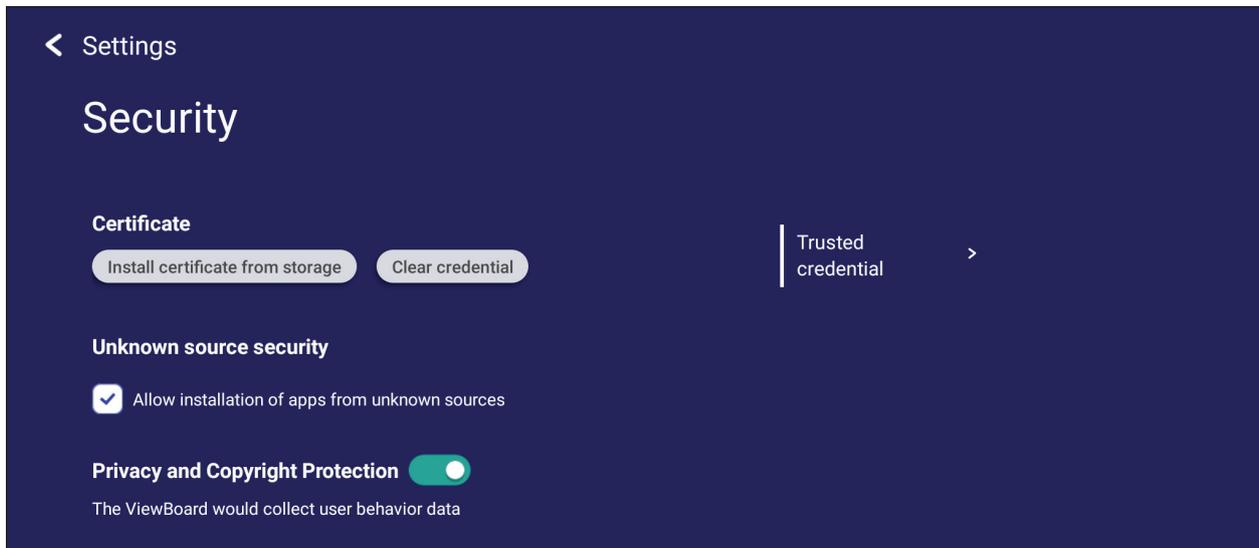 Settings
Security
Certificate
Install certificate from storage
Clear credential
Trusted
credential
Unknown source security
Allow installation of apps from unknown sources
Privacy and Copyright Protection
The ViewBoard would collect user behavior data